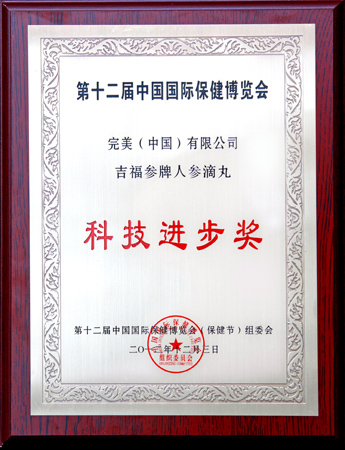 第十二届中国国际保健博览会
完美（中国）有限公司
吉福参牌人参滴丸
科技进步奖
第十二届中国国际保健博览会（保健节）组委会
二〇一二年十二月三日
组织委员会